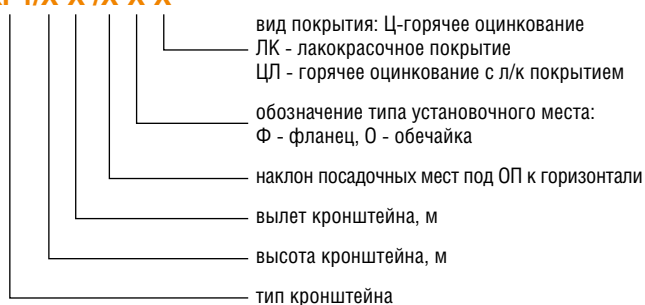 вид покрытия: Ц-горячее оцинкование
ЛК - лакокрасочное покрытие
ЦЛ - горячее оцинкование с л/к покрытием
обозначение типа установочного места:
Ф - фланец, О - обечайка
наклон посадочных мест под ОП к горизонтали
вылет кронштейна, м
высота кронштейна, м
тип кронштейна